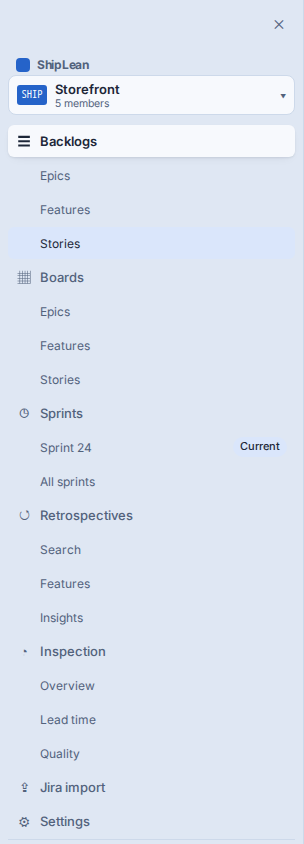 ShipLean
SHIP
Storefront
5 members
Backlogs
Epics
Features
Stories
Boards
Epics
Features
Stories
Sprints
Sprint 24 Current
All sprints
Retrospectives
Search
Features
Insights
Inspection
Overview
Lead time
Quality
Jira import
Settings